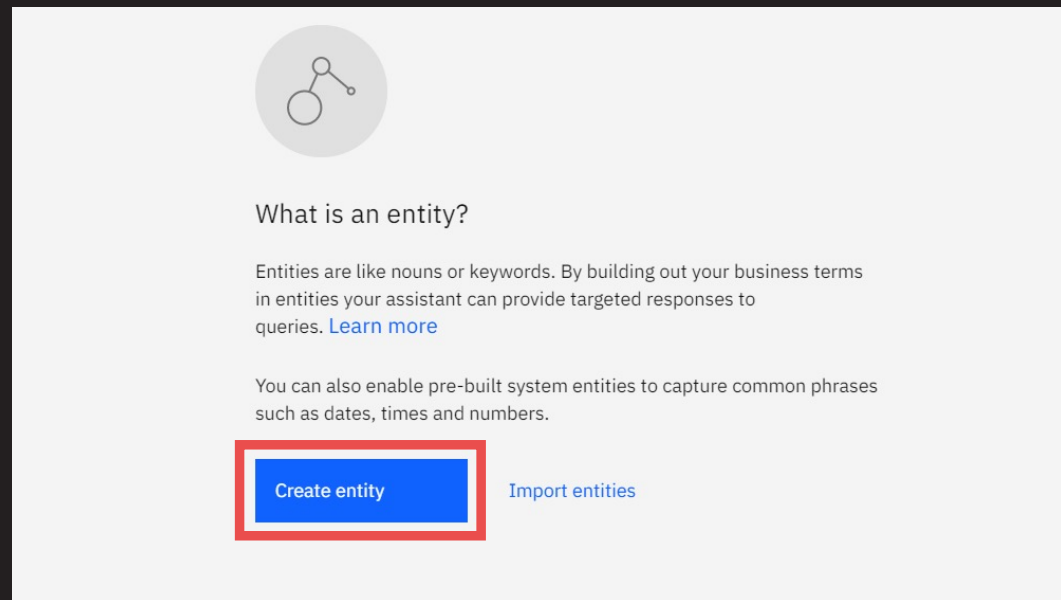 What is an entity?
Entities are like nouns or keywords. By building out your business terms
in entities your assistant can provide targeted responses to
queries. Learn more
You can also enable pre-built system entities to capture common phrases
such as dates, times and numbers.
Create entity Import entities